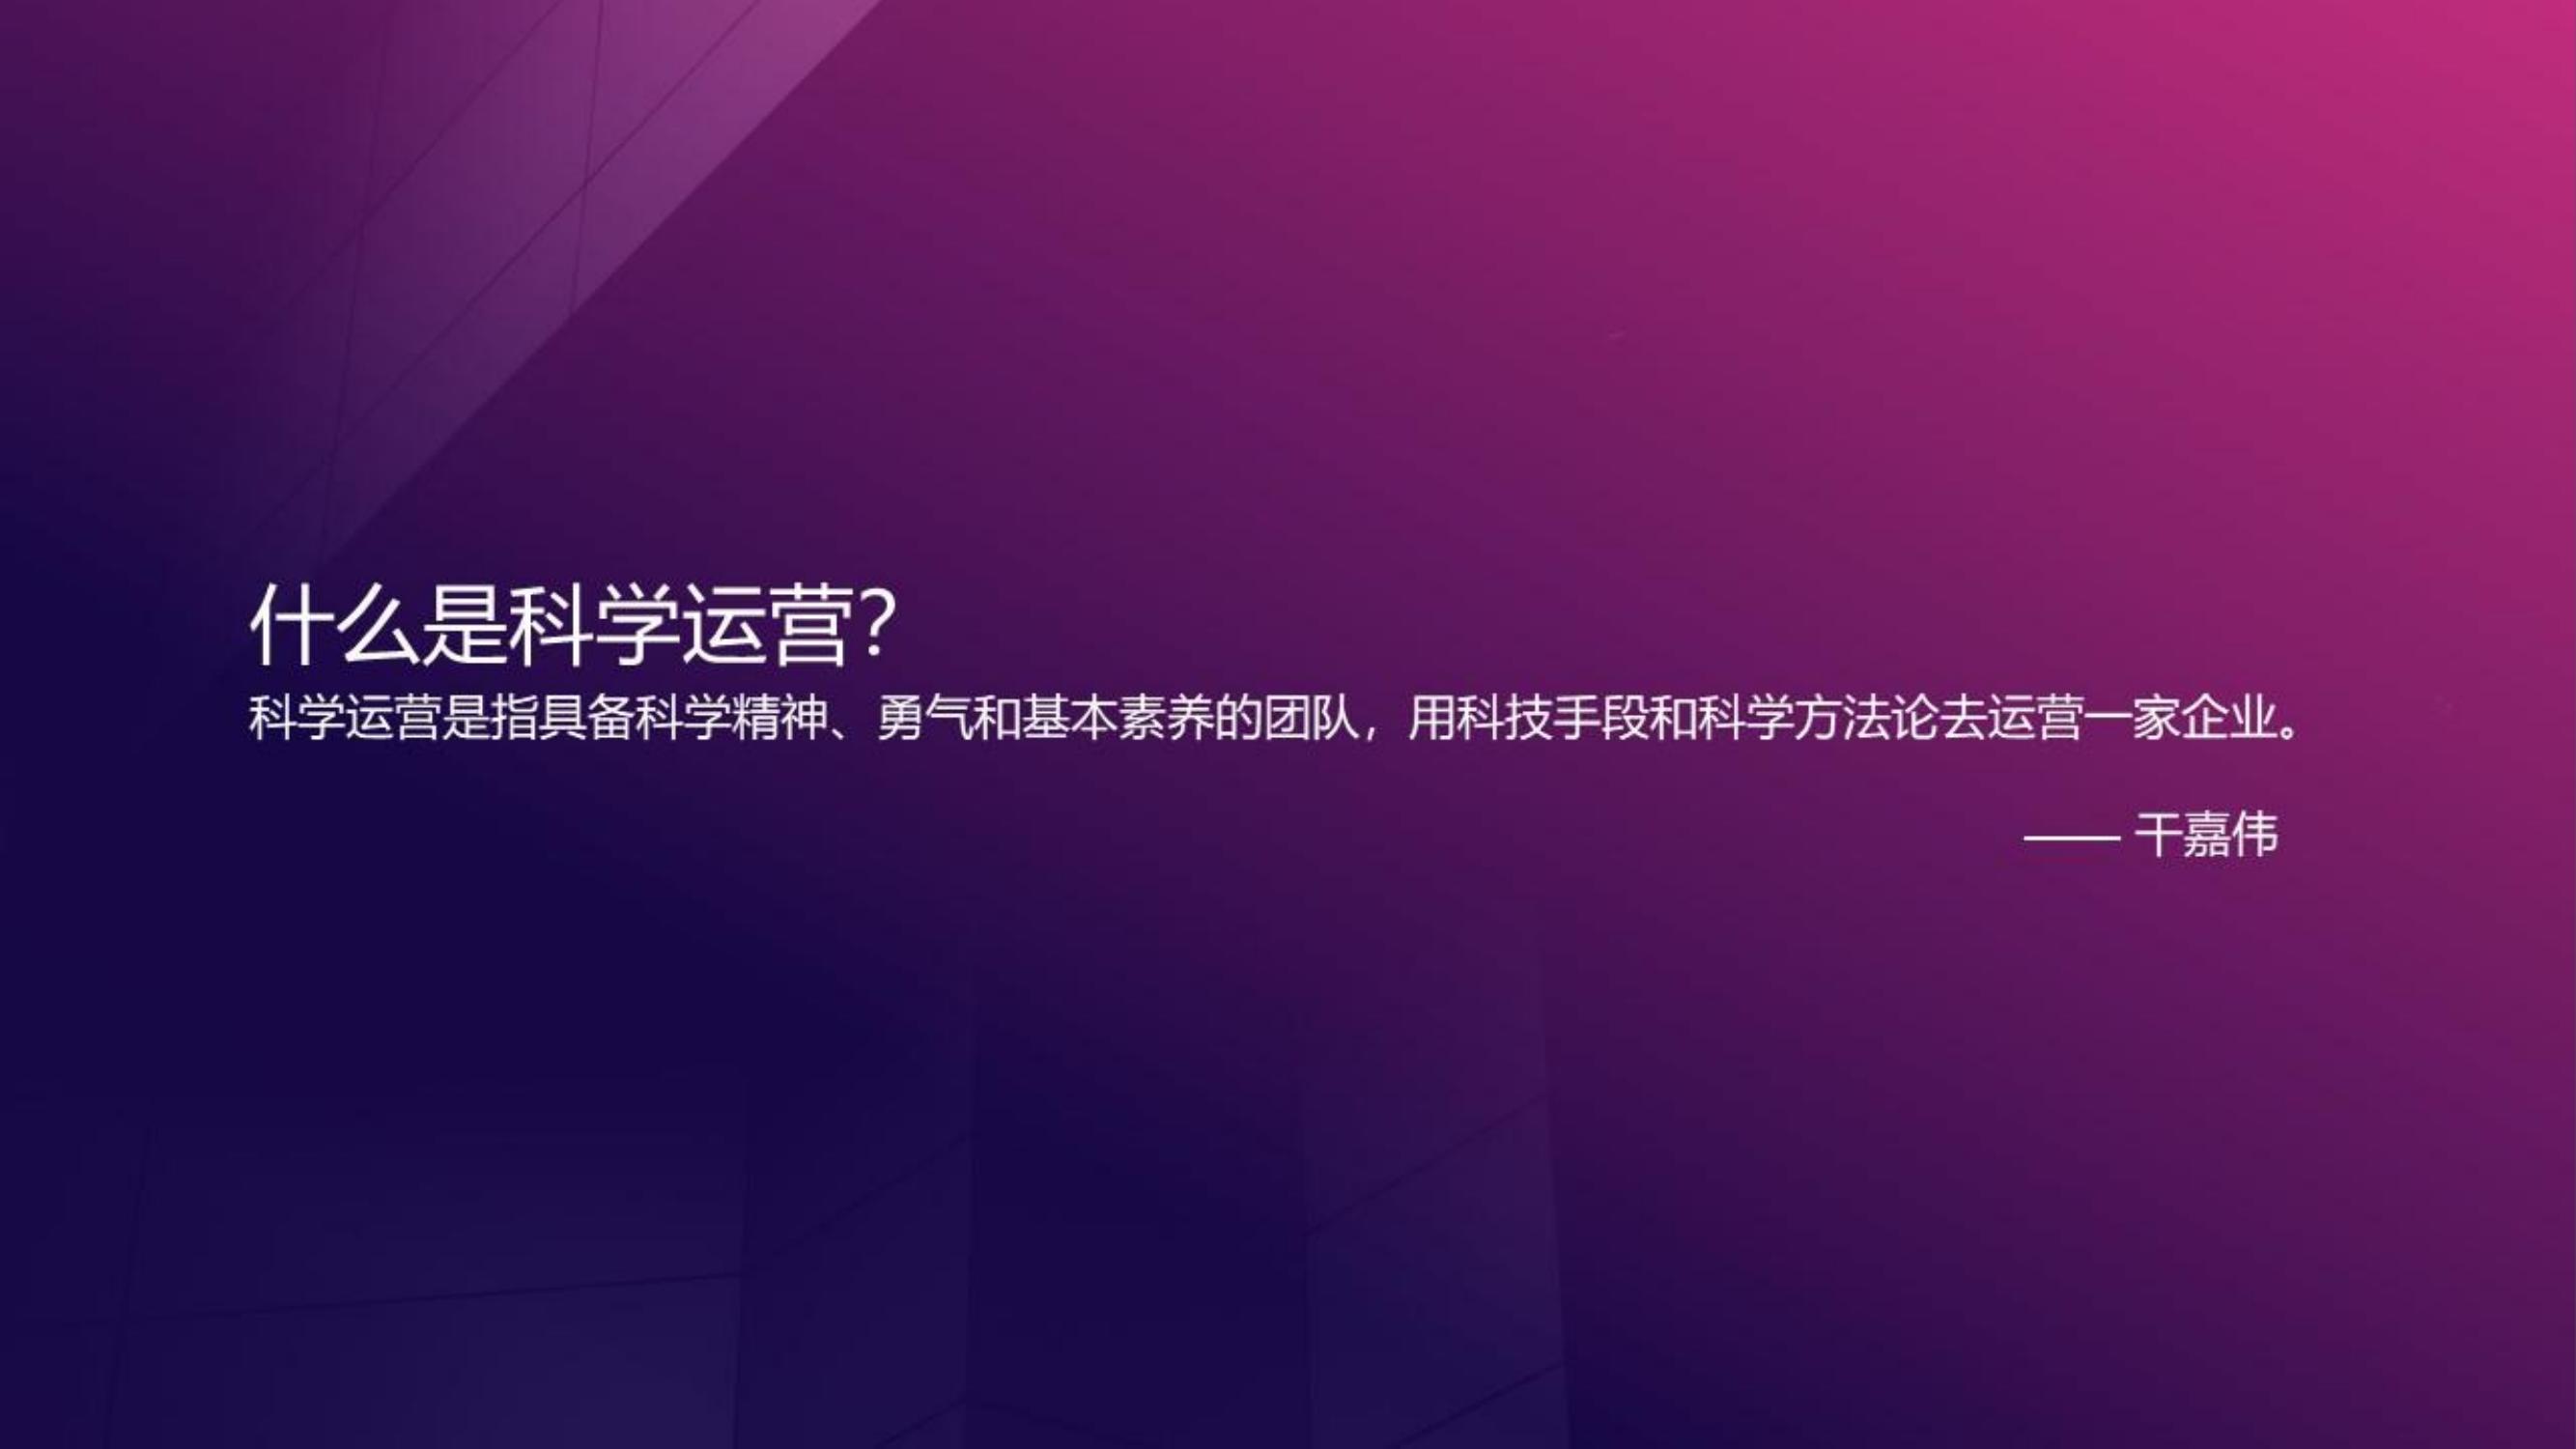 什么是科学运营？
科学运营是指具备科学精神、勇气和基本素养的团队，用科技手段和科学方法论去运营一家企业。
—— 干嘉伟